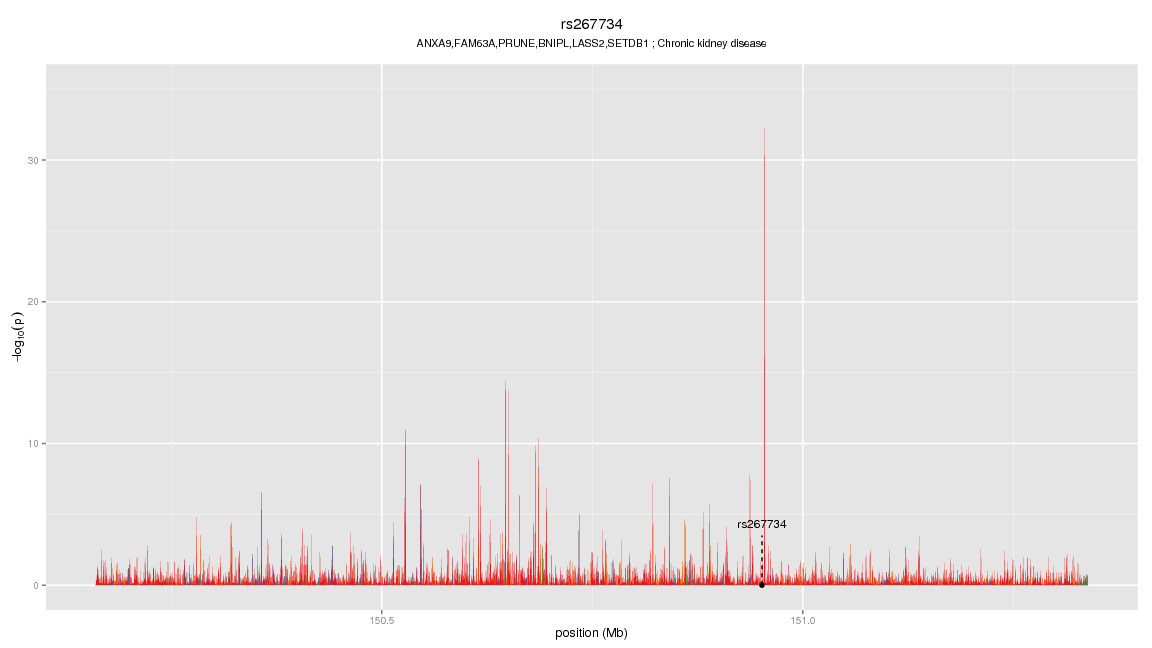 rs267734
ANXA9,FAM63A,PRUNE,BNIPL,LASS2,SETDB1 ; Chronic kidney disease
30
20
10
0
−log10(p)
rs267734
150.5
151.0
position (Mb)